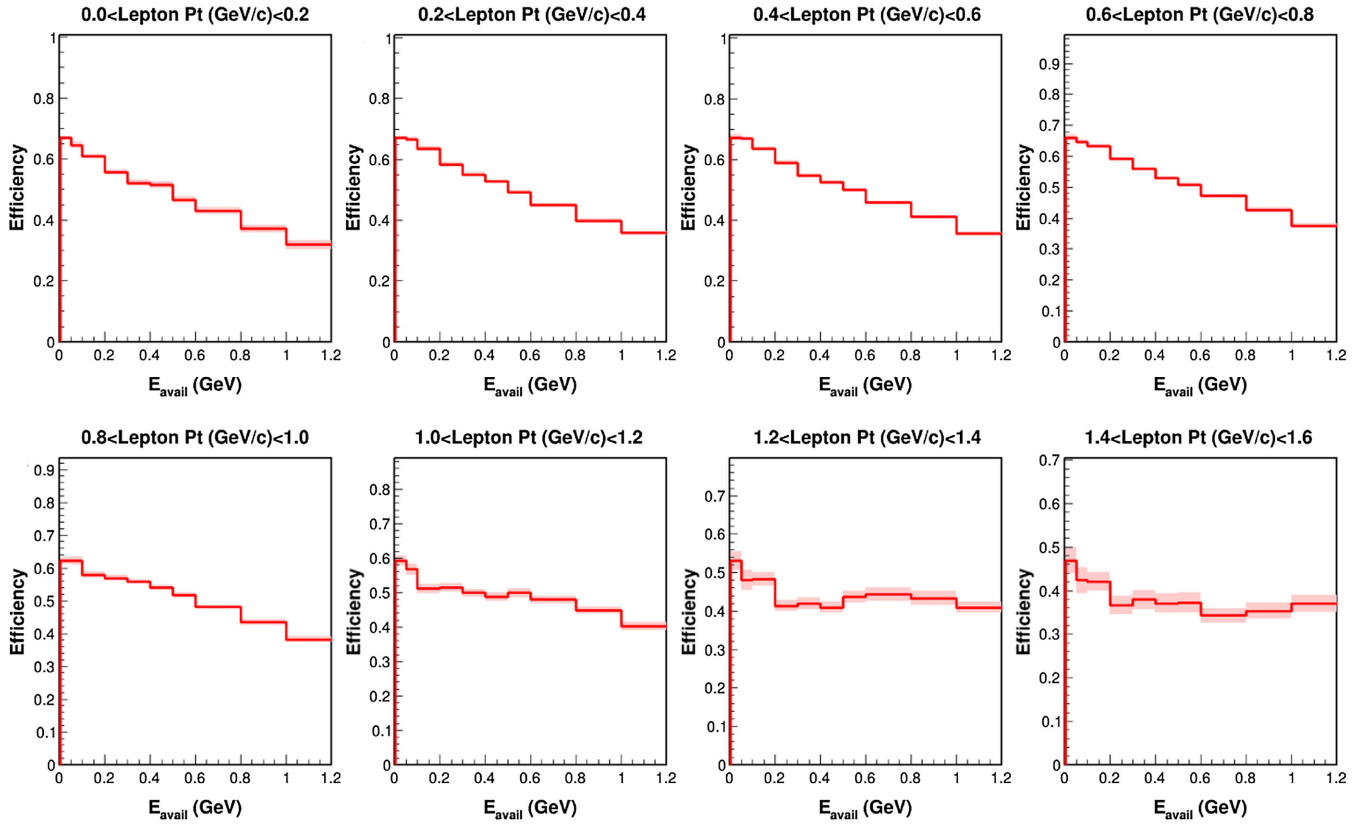 0.0<Lepton Pt (GeV/c)<0.2
0.2<Lepton Pt (GeV/c)<0.4
0.4<Lepton Pt (GeV/c)<0.6
0.6<Lepton Pt (GeV/c)<0.8
Efficiency
1
0.8
0.6
0.4
0.2
0
0 0.2 0.4 0.6 0.8 1 1.2
E_avail (GeV)
Efficiency
1
0.8
0.6
0.4
0.2
0
0 0.2 0.4 0.6 0.8 1 1.2
E_avail (GeV)
Efficiency
1
0.8
0.6
0.4
0.2
0
0 0.2 0.4 0.6 0.8 1 1.2
E_avail (GeV)
Efficiency
0.9
0.8
0.7
0.6
0.5
0.4
0.3
0.2
0.1
0
0 0.2 0.4 0.6 0.8 1 1.2
E_avail (GeV)
0.8<Lepton Pt (GeV/c)<1.0
1.0<Lepton Pt (GeV/c)<1.2
1.2<Lepton Pt (GeV/c)<1.4
1.4<Lepton Pt (GeV/c)<1.6
Efficiency
0.9
0.8
0.7
0.6
0.5
0.4
0.3
0.2
0.1
0
0 0.2 0.4 0.6 0.8 1 1.2
E_avail (GeV)
Efficiency
0.8
0.7
0.6
0.5
0.4
0.3
0.2
0.1
0
0 0.2 0.4 0.6 0.8 1 1.2
E_avail (GeV)
Efficiency
0.7
0.6
0.5
0.4
0.3
0.2
0.1
0
0 0.2 0.4 0.6 0.8 1 1.2
E_avail (GeV)
Efficiency
0.7
0.6
0.5
0.4
0.3
0.2
0.1
0
0 0.2 0.4 0.6 0.8 1 1.2
E_avail (GeV)